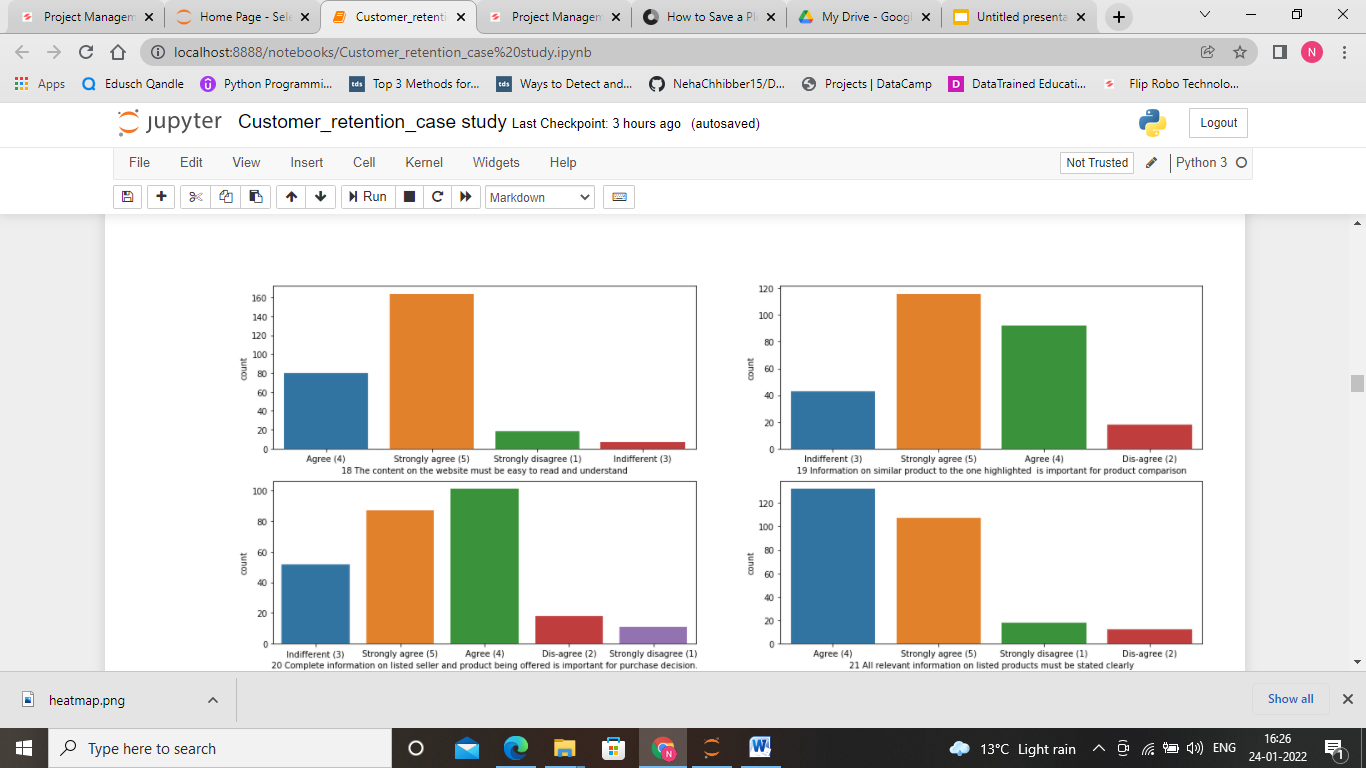 Project Managem
Home Page - Sele
Customer_retenti
Project Managem
How to Save a Pl
My Drive - Googl
Untitled presenta
localhost:8888/notebooks/Customer_retention_case%20study.ipynb
N
Apps
Edusch Qandle
Python Programmi...
tds Top 3 Methods for...
tds Ways to Detect and...
NehaChhibber15/D...
Projects | DataCamp
D DataTrained Educati...
Flip Robo Technolo...
jupyter Customer_retention_case study Last Checkpoint: 3 hours ago (autosaved)
Logout
File Edit View Insert Cell Kernel Widgets Help
Not Trusted
Python 3
Run
Markdown
160
140
120
100
80
60
40
20
0
count
Agree (4) Strongly agree (5) Strongly disagree (1) Indifferent (3)
18 The content on the website must be easy to read and understand
120
100
80
60
40
20
0
count
Indifferent (3) Strongly agree (5) Agree (4) Dis-agree (2)
19 Information on similar product to the one highlighted is important for product comparison
100
80
60
40
20
0
count
Indifferent (3) Strongly agree (5) Agree (4) Dis-agree (2) Strongly disagree (1)
20 Complete information on listed seller and product being offered is important for purchase decision.
120
100
80
60
40
20
0
count
Agree (4) Strongly agree (5) Strongly disagree (1) Dis-agree (2)
21 All relevant information on listed products must be stated clearly
heatmap.png
Show all
Type here to search
N
W
13°C Light rain
ENG
16:26
24-01-2022
1